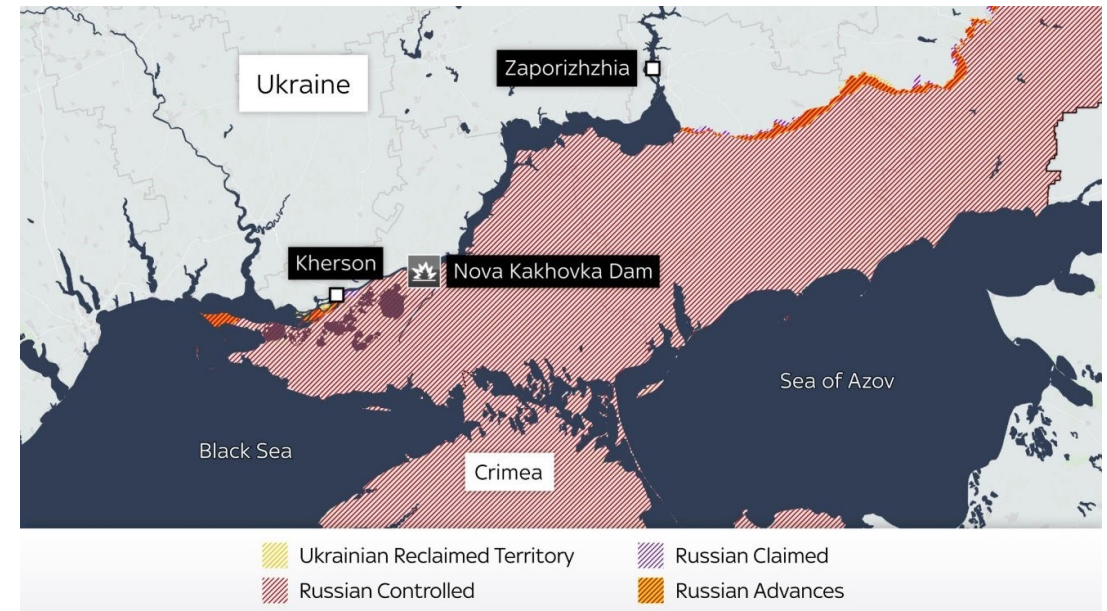 Zaporizhzhia
Ukraine
Kherson
Nova Kakhovka Dam
Sea of Azov
Black Sea
Crimea
Ukrainian Reclaimed Territory
Russian Claimed
Russian Controlled
Russian Advances